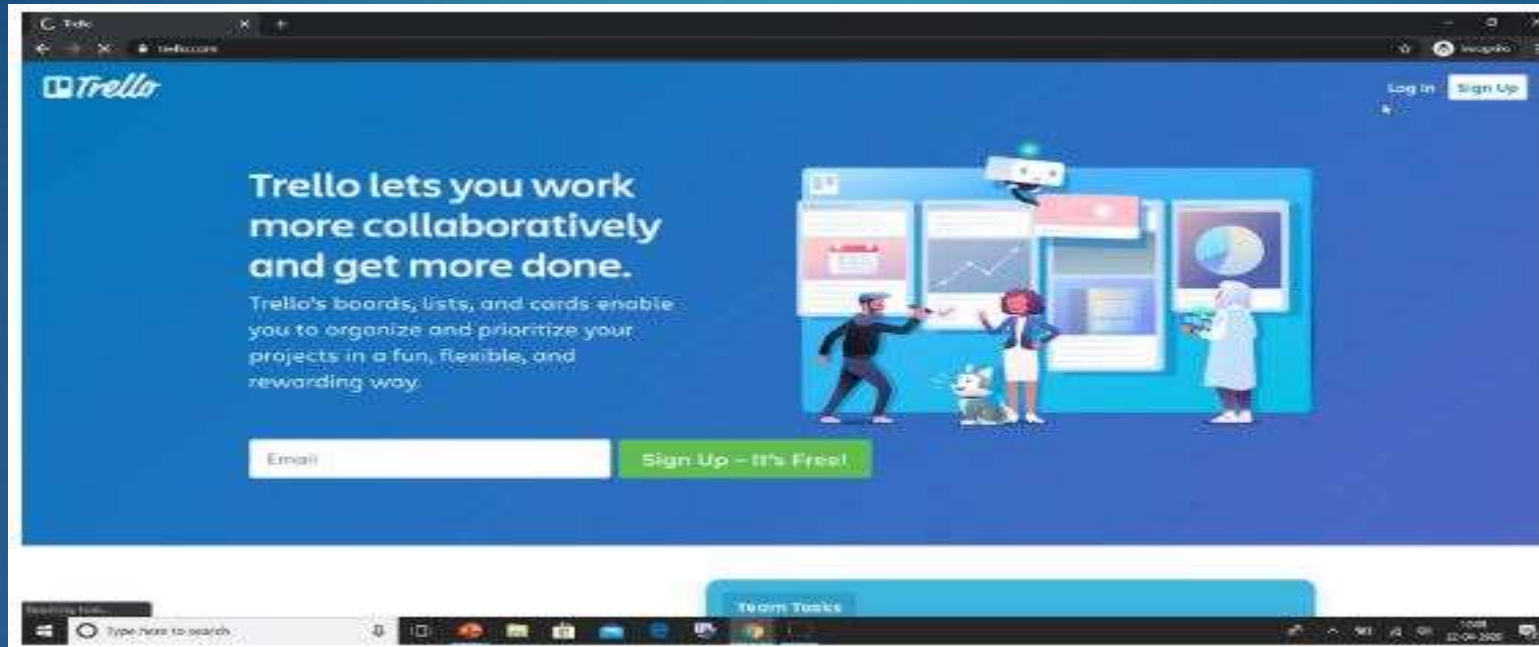 Trello
Incognito
Trello
Log In
Sign Up
Trello lets you work
more collaboratively
and get more done.
Trello's boards, lists, and cards enable
you to organize and prioritize your
projects in a fun, flexible, and
rewarding way.
Email
Sign Up – It's Free!
Team Tasks
Type here to search